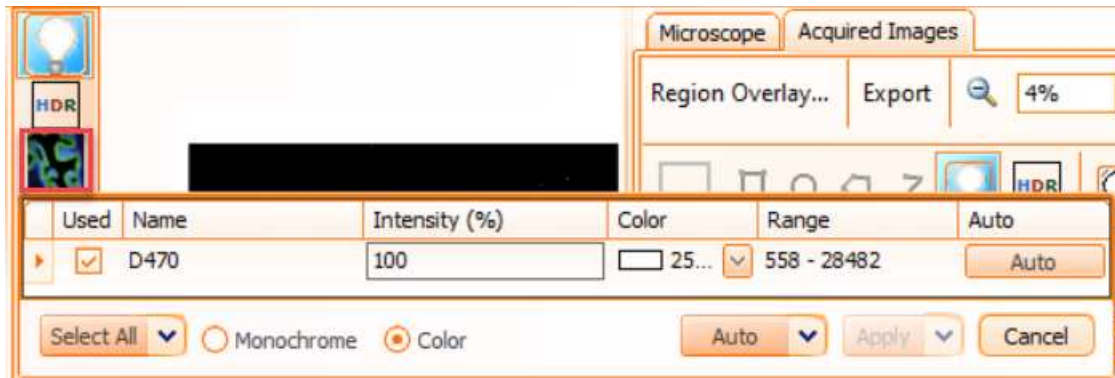 Microscope Acquired Images
HDR
Region Overlay... Export 4%
HDR
Used Name Intensity (%) Color Range Auto
D470 100 25... 558 - 28482 Auto
Select All Monochrome Color Auto Apply Cancel